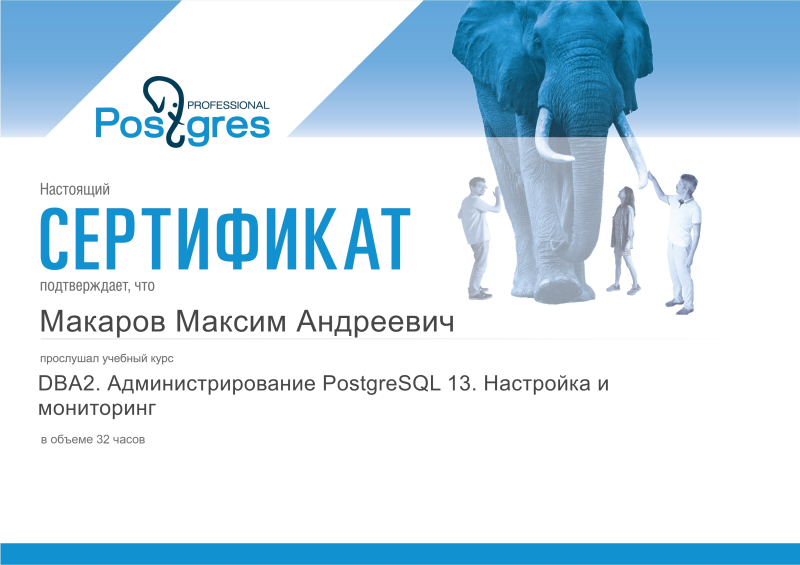 PROFESSIONAL
Postgres
Настоящий
СЕРТИФИКАТ
подтверждает, что
Макаров Максим Андреевич
прослушал учебный курс
DBA2. Администрирование PostgreSQL 13. Настройка и
мониторинг
в объеме 32 часов